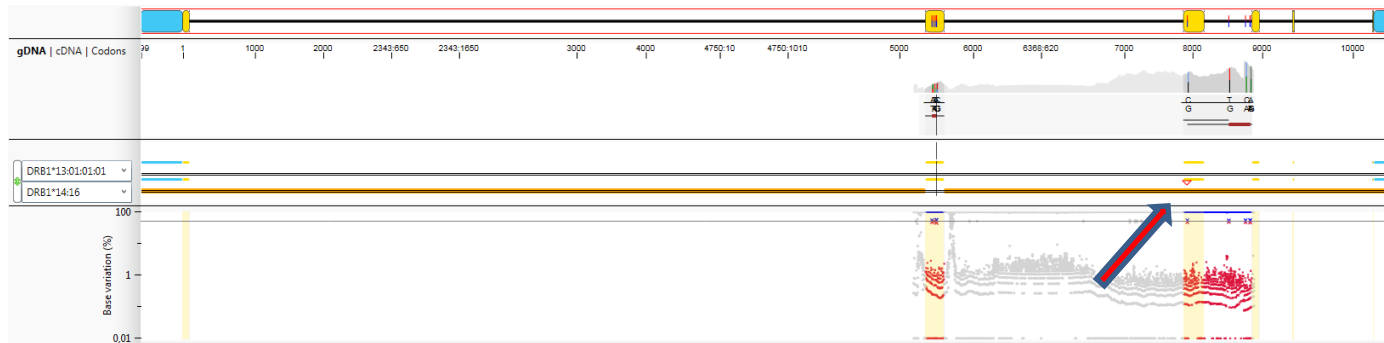 gDNA | cDNA | Codons
99 1 1000 2000 2343:650 2343:1650 3000 4000 4750:10 4750:1010 5000 6000 6368:620 7000 8000 9000 10000
C T
G G
DRB1*13:01:01:01
DRB1*14:16
Base variation (%)
100
1
0,01